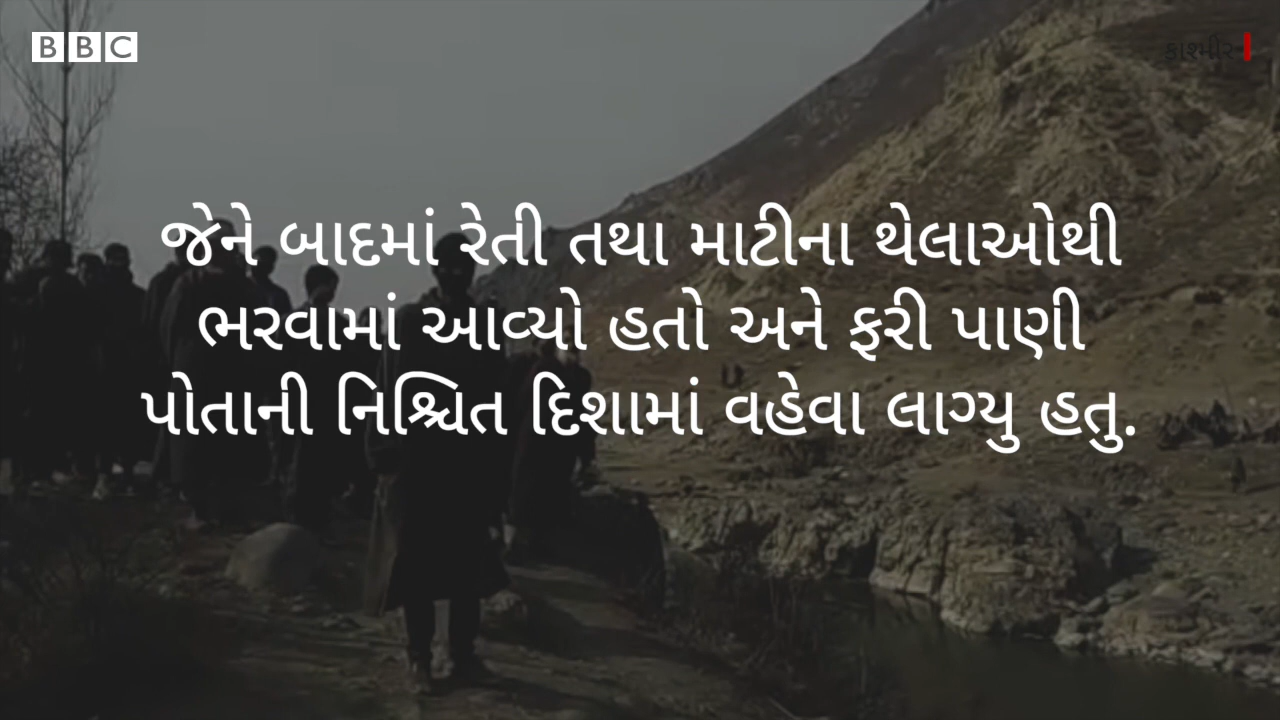 BBC
કાશ્મીર
જેને બાદમાં રેતી તથા માટીના થેલાઓથી
ભરવામાં આવ્યો હતો અને ફરી પાણી
પોતાની નિશ્ચિત દિશામાં વહેવા લાગ્યુ હતુ.